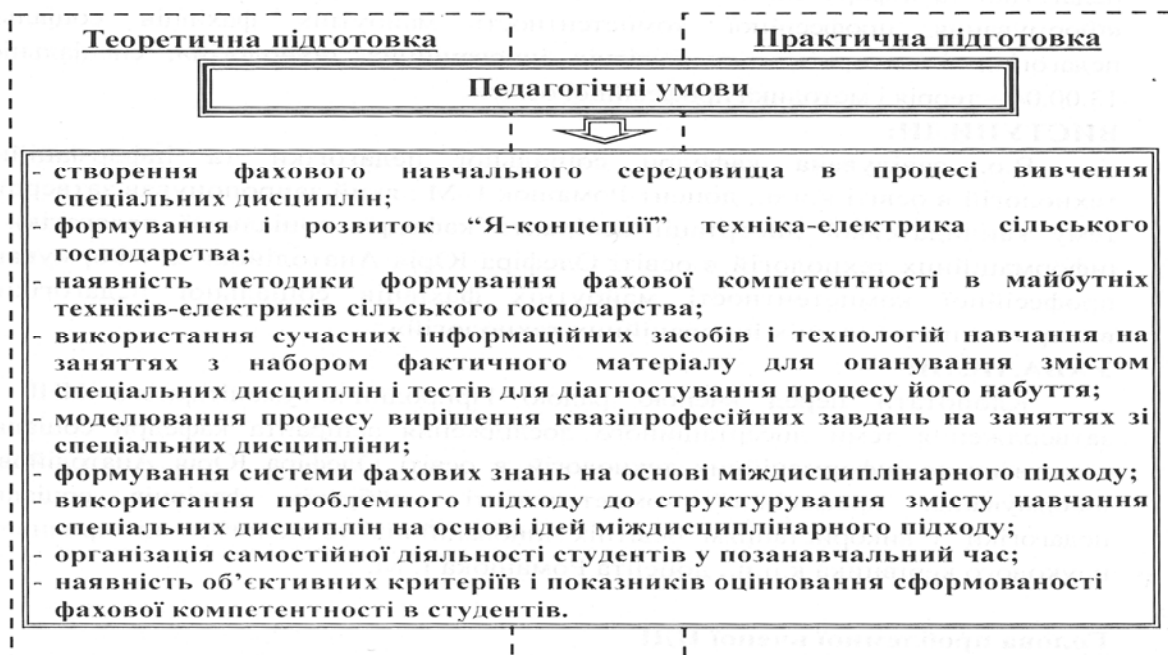 Теоретична підготовка
Практична підготовка
Педагогічні умови
- створення фахового навчального середовища в процесі вивчення
спеціальних дисциплін;
- формування і розвиток “Я-концепції” техніка-електрика сільського
господарства;
- наявність методики формування фахової компетентності в майбутніх
техніків-електриків сільського господарства;
- використання сучасних інформаційних засобів і технологій навчання на
заняттях з набором фактичного матеріалу для опанування змістом
спеціальних дисциплін і тестів для діагностування процесу його набуття;
- моделювання процесу вирішення квазіпрофесійних завдань на заняттях зі
спеціальних дисципліни;
- формування системи фахових знань на основі міждисциплінарного підходу;
- використання проблемного підходу до структурування змісту навчання
спеціальних дисциплін на основі ідей міждисциплінарного підходу;
- організація самостійної діяльності студентів у позанавчальний час;
- наявність об’єктивних критеріїв і показників оцінювання сформованості
фахової компетентності в студентів.